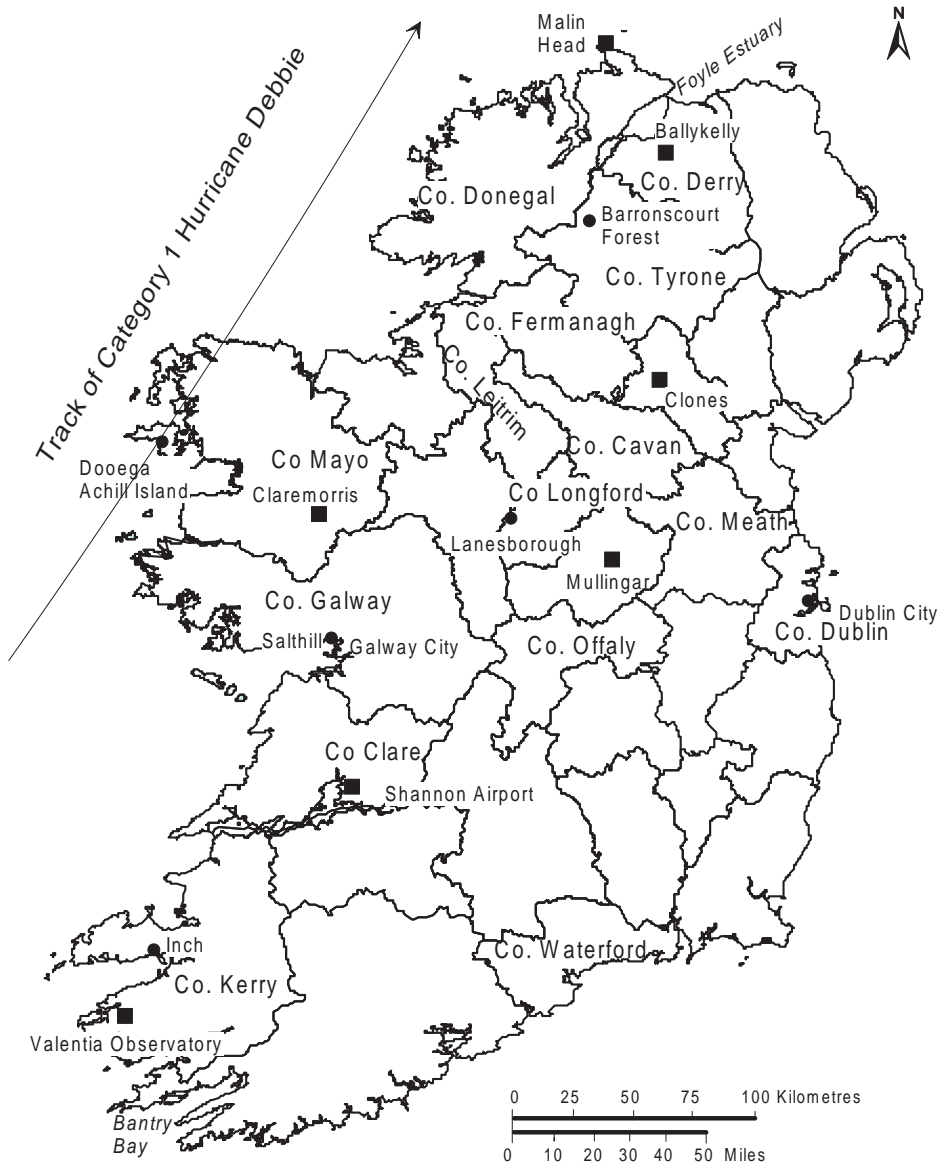 N
Malin
Head
Foyle Estuary
Track of Category 1 Hurricane Debbie
Ballykelly
Co. Derry
Co. Donegal
Barronscourt
Forest
Co. Tyrone
Co. Fermanagh
Co. Leitrim
Clones
Co. Cavan
Dooega
Achill Island
Co Mayo
Claremorris
Co Longford
Co. Meath
Lanesborough
Mullingar
Co. Galway
Dublin City
Co. Dublin
Salthill
Galway City
Co. Offaly
Co Clare
Shannon Airport
Inch
Co. Waterford
Co. Kerry
Valentia Observatory
Bantry
Bay
0 25 50 75 100 Kilometres
0 10 20 30 40 50 Miles